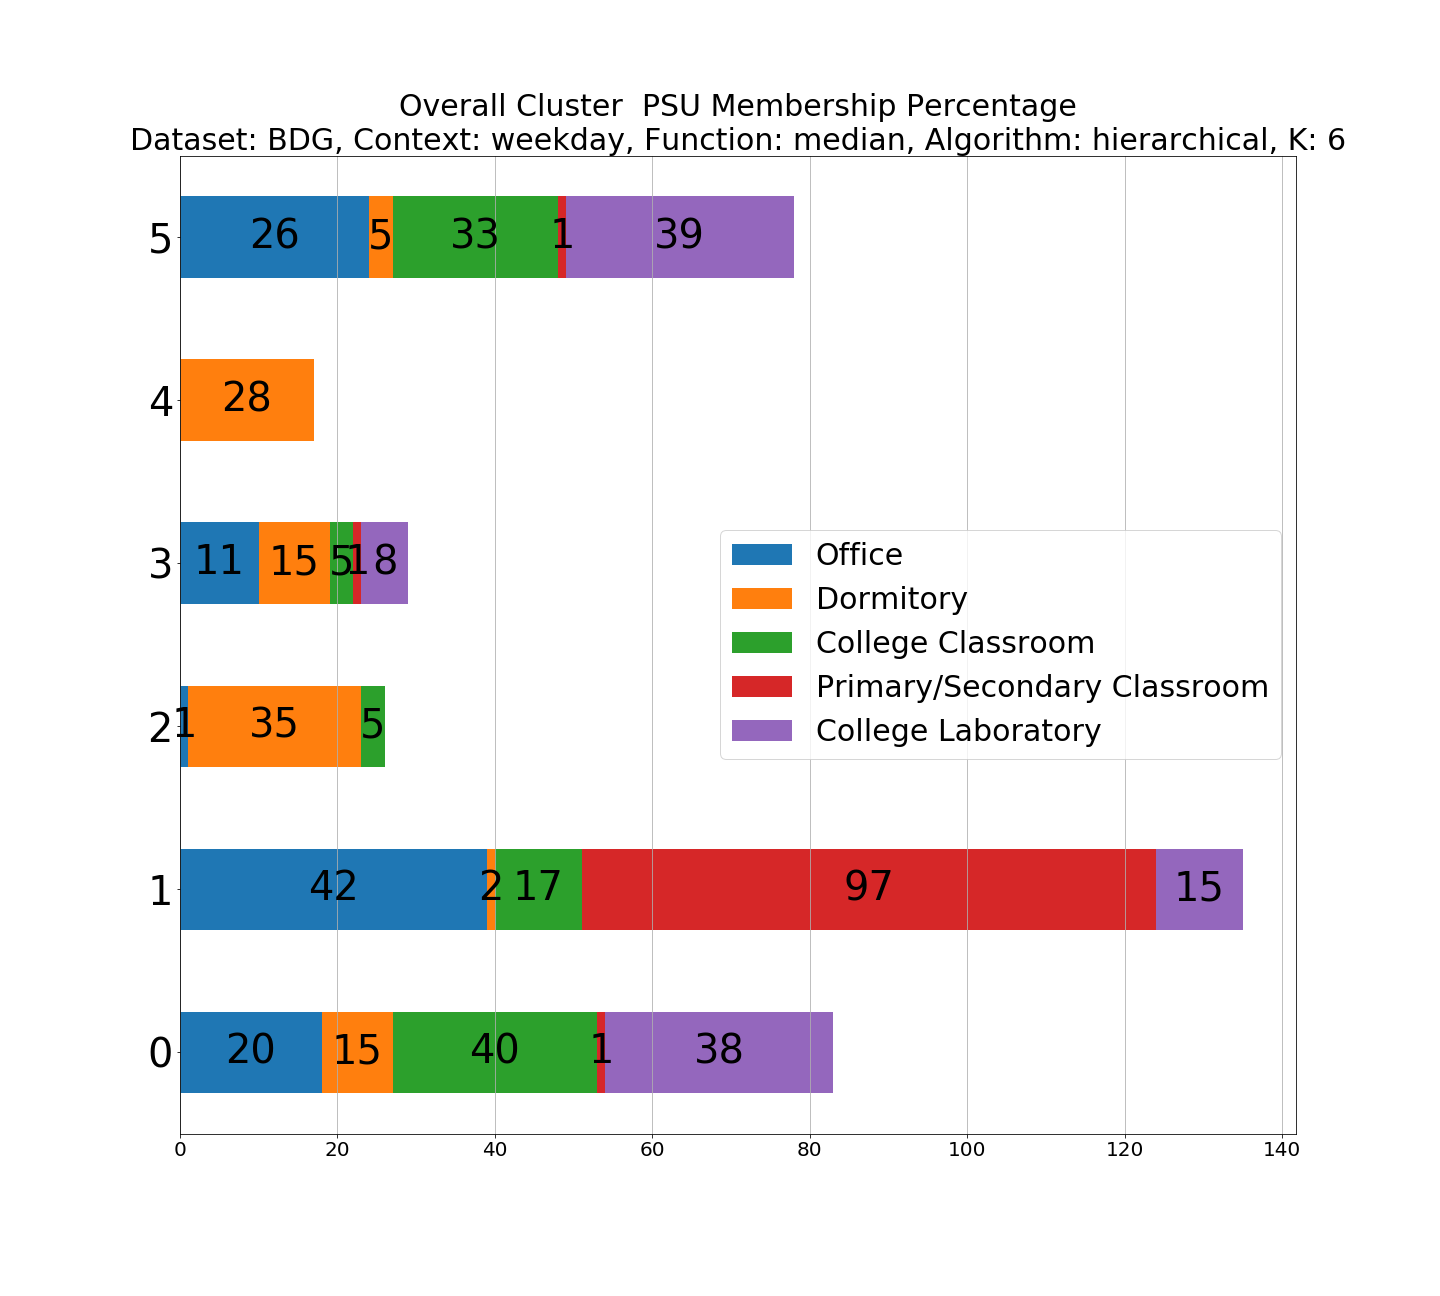 Overall Cluster  PSU Membership Percentage
Dataset: BDG, Context: weekday, Function: median, Algorithm: hierarchical, K: 6
5 26 5 33 1 39
4 28
3 11 15 5 1 8
Office
Dormitory
College Classroom
Primary/Secondary Classroom
College Laboratory
2 1 35 5
1 42 2 17 97 15
0 20 15 40 1 38
0 20 40 60 80 100 120 140